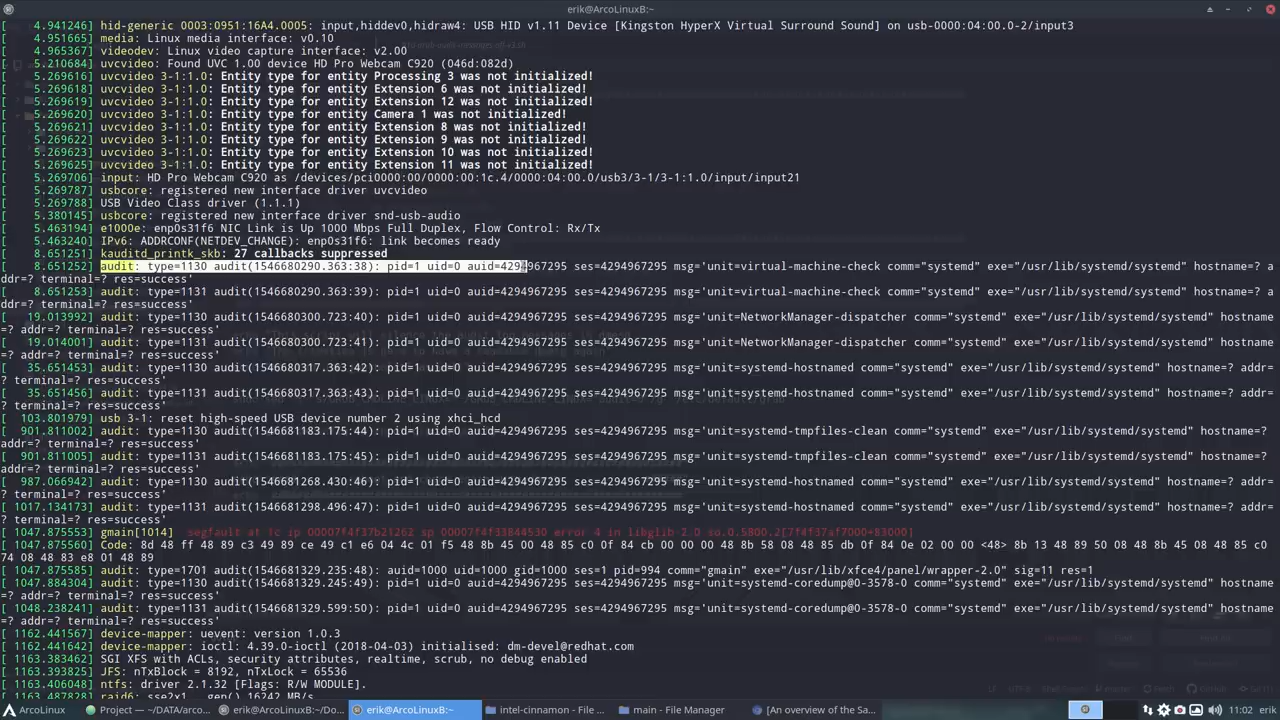 erik@ArcoLinuxB:~
[    4.941246] hid-generic 0003:0951:16A4.0005: input,hiddev0,hidraw4: USB HID v1.11 Device [Kingston HyperX Virtual Surround Sound] on usb-0000:04:00.0-2/input3
[    4.951665] media: Linux media interface: v0.10
[    4.965367] videodev: Linux video capture interface: v2.00
[    5.210684] uvcvideo: Found UVC 1.00 device HD Pro Webcam C920 (046d:082d)
[    5.269616] uvcvideo 3-1:1.0: Entity type for entity Processing 3 was not initialized!
[    5.269618] uvcvideo 3-1:1.0: Entity type for entity Extension 6 was not initialized!
[    5.269619] uvcvideo 3-1:1.0: Entity type for entity Extension 12 was not initialized!
[    5.269620] uvcvideo 3-1:1.0: Entity type for entity Camera 1 was not initialized!
[    5.269621] uvcvideo 3-1:1.0: Entity type for entity Extension 8 was not initialized!
[    5.269622] uvcvideo 3-1:1.0: Entity type for entity Extension 9 was not initialized!
[    5.269623] uvcvideo 3-1:1.0: Entity type for entity Extension 10 was not initialized!
[    5.269625] uvcvideo 3-1:1.0: Entity type for entity Extension 11 was not initialized!
[    5.269706] input: HD Pro Webcam C920 as /devices/pci0000:00/0000:00:1c.4/0000:04:00.0/usb3/3-1/3-1:1.0/input/input21
[    5.269787] usbcore: registered new interface driver uvcvideo
[    5.269788] USB Video Class driver (1.1.1)
[    5.380145] usbcore: registered new interface driver snd-usb-audio
[    5.463194] e1000e: enp0s31f6 NIC Link is Up 1000 Mbps Full Duplex, Flow Control: Rx/Tx
[    5.463240] IPv6: ADDRCONF(NETDEV_CHANGE): enp0s31f6: link becomes ready
[    8.651251] kauditd_printk_skb: 27 callbacks suppressed
[    8.651252] audit: type=1130 audit(1546680290.363:38): pid=1 uid=0 auid=4294967295 ses=4294967295 msg='unit=virtual-machine-check comm="systemd" exe="/usr/lib/systemd/systemd" hostname=? a
ddr=? terminal=? res=success'
[    8.651253] audit: type=1131 audit(1546680290.363:39): pid=1 uid=0 auid=4294967295 ses=4294967295 msg='unit=virtual-machine-check comm="systemd" exe="/usr/lib/systemd/systemd" hostname=? a
ddr=? terminal=? res=success'
[   19.013992] audit: type=1130 audit(1546680300.723:40): pid=1 uid=0 auid=4294967295 ses=4294967295 msg='unit=NetworkManager-dispatcher comm="systemd" exe="/usr/lib/systemd/systemd" hostname
=? addr=? terminal=? res=success'
[   19.014001] audit: type=1131 audit(1546680300.723:41): pid=1 uid=0 auid=4294967295 ses=4294967295 msg='unit=NetworkManager-dispatcher comm="systemd" exe="/usr/lib/systemd/systemd" hostname
=? addr=? terminal=? res=success'
[   35.651453] audit: type=1130 audit(1546680317.363:42): pid=1 uid=0 auid=4294967295 ses=4294967295 msg='unit=systemd-hostnamed comm="systemd" exe="/usr/lib/systemd/systemd" hostname=? addr=
? terminal=? res=success'
[   35.651456] audit: type=1131 audit(1546680317.363:43): pid=1 uid=0 auid=4294967295 ses=4294967295 msg='unit=systemd-hostnamed comm="systemd" exe="/usr/lib/systemd/systemd" hostname=? addr=
? terminal=? res=success'
[  103.801979] usb 3-1: reset high-speed USB device number 2 using xhci_hcd
[  901.811002] audit: type=1130 audit(1546681183.175:44): pid=1 uid=0 auid=4294967295 ses=4294967295 msg='unit=systemd-tmpfiles-clean comm="systemd" exe="/usr/lib/systemd/systemd" hostname=?
addr=? terminal=? res=success'
[  901.811005] audit: type=1131 audit(1546681183.175:45): pid=1 uid=0 auid=4294967295 ses=4294967295 msg='unit=systemd-tmpfiles-clean comm="systemd" exe="/usr/lib/systemd/systemd" hostname=?
addr=? terminal=? res=success'
[  987.066942] audit: type=1130 audit(1546681268.430:46): pid=1 uid=0 auid=4294967295 ses=4294967295 msg='unit=systemd-hostnamed comm="systemd" exe="/usr/lib/systemd/systemd" hostname=? addr=
? terminal=? res=success'
[ 1017.134173] audit: type=1131 audit(1546681298.496:47): pid=1 uid=0 auid=4294967295 ses=4294967295 msg='unit=systemd-hostnamed comm="systemd" exe="/usr/lib/systemd/systemd" hostname=? addr=
? terminal=? res=success'
[ 1047.875553] gmain[1014]  segfault at 1c ip 00007f4f37b21262 sp 00007f4f33844530 error 4 in libglib-2.0.so.0.5800.2[7f4f37af7000+83000]
[ 1047.875560] Code: 8d 48 ff 48 89 c3 49 89 ce 49 c1 e6 04 4c 01 f5 48 8b 45 00 48 85 c0 0f 84 cb 00 00 00 48 8b 58 08 48 85 db 0f 84 0e 02 00 00 <48> 8b 13 48 89 50 08 48 8b 45 08 48 85 c0
74 08 48 83 e8 01 48 89
[ 1047.875585] audit: type=1701 audit(1546681329.235:48): auid=1000 uid=1000 gid=1000 ses=1 pid=994 comm="gmain" exe="/usr/lib/xfce4/panel/wrapper-2.0" sig=11 res=1
[ 1047.884304] audit: type=1130 audit(1546681329.245:49): pid=1 uid=0 auid=4294967295 ses=4294967295 msg='unit=systemd-coredump@0-3578-0 comm="systemd" exe="/usr/lib/systemd/systemd" hostname
=? addr=? terminal=? res=success'
[ 1048.238241] audit: type=1131 audit(1546681329.599:50): pid=1 uid=0 auid=4294967295 ses=4294967295 msg='unit=systemd-coredump@0-3578-0 comm="systemd" exe="/usr/lib/systemd/systemd" hostname
=? addr=? terminal=? res=success'
[ 1162.441567] device-mapper: uevent: version 1.0.3
[ 1162.441642] device-mapper: ioctl: 4.39.0-ioctl (2018-04-03) initialised: dm-devel@redhat.com
[ 1163.383462] SGI XFS with ACLs, security attributes, realtime, scrub, no debug enabled
[ 1163.393825] JFS: nTxBlock = 8192, nTxLock = 65536
[ 1163.406048] ntfs: driver 2.1.32 [Flags: R/W MODULE].
[ 1163.487828] raid6: sse2x1   gen() 16242 MB/s
ArcoLinux
Project — ~/DATA/arco...
erik@ArcoLinuxB:~/Do...
erik@ArcoLinuxB:~
intel-cinnamon - File ...
main - File Manager
[An overview of the Sa...
11:02
erik